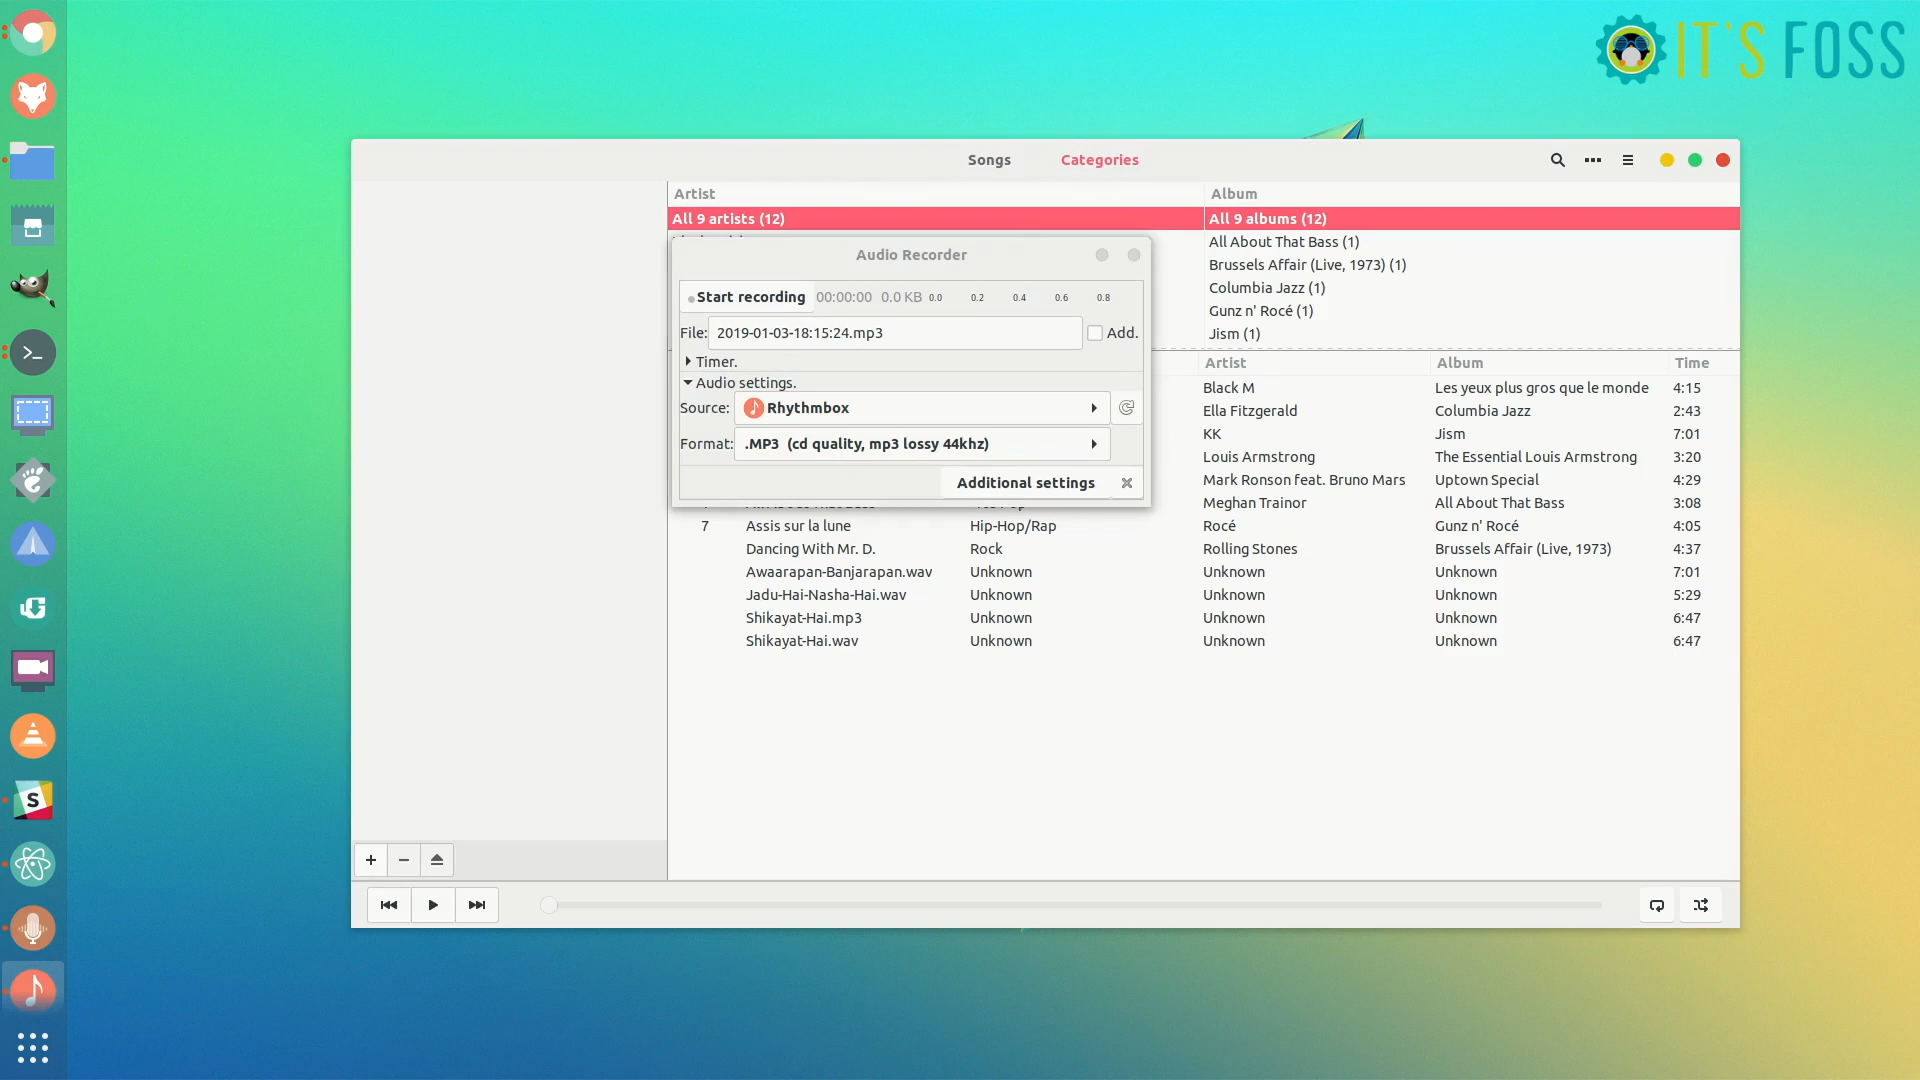 IT'S FOSS
Songs Categories
Artist Album
All 9 artists (12) All 9 albums (12)
All About That Bass (1)
Brussels Affair (Live, 1973) (1)
Columbia Jazz (1)
Gunz n' Rocé (1)
Jism (1)
Audio Recorder
Start recording 00:00:00 0.0 KB 0.0 0.2 0.4 0.6 0.8
File: 2019-01-03-18:15:24.mp3 Add.
Timer.
Audio settings.
Source: Rhythmbox
Format: .MP3 (cd quality, mp3 lossy 44khz)
Additional settings
Artist Album Time
Black M Les yeux plus gros que le monde 4:15
Ella Fitzgerald Columbia Jazz 2:43
KK Jism 7:01
Louis Armstrong The Essential Louis Armstrong 3:20
Mark Ronson feat. Bruno Mars Uptown Special 4:29
Meghan Trainor All About That Bass 3:08
7 Assis sur la lune Hip-Hop/Rap Rocé Gunz n' Rocé 4:05
Dancing With Mr. D. Rock Rolling Stones Brussels Affair (Live, 1973) 4:37
Awaarapan-Banjarapan.wav Unknown Unknown Unknown 7:01
Jadu-Hai-Nasha-Hai.wav Unknown Unknown Unknown 5:29
Shikayat-Hai.mp3 Unknown Unknown Unknown 6:47
Shikayat-Hai.wav Unknown Unknown Unknown 6:47
S